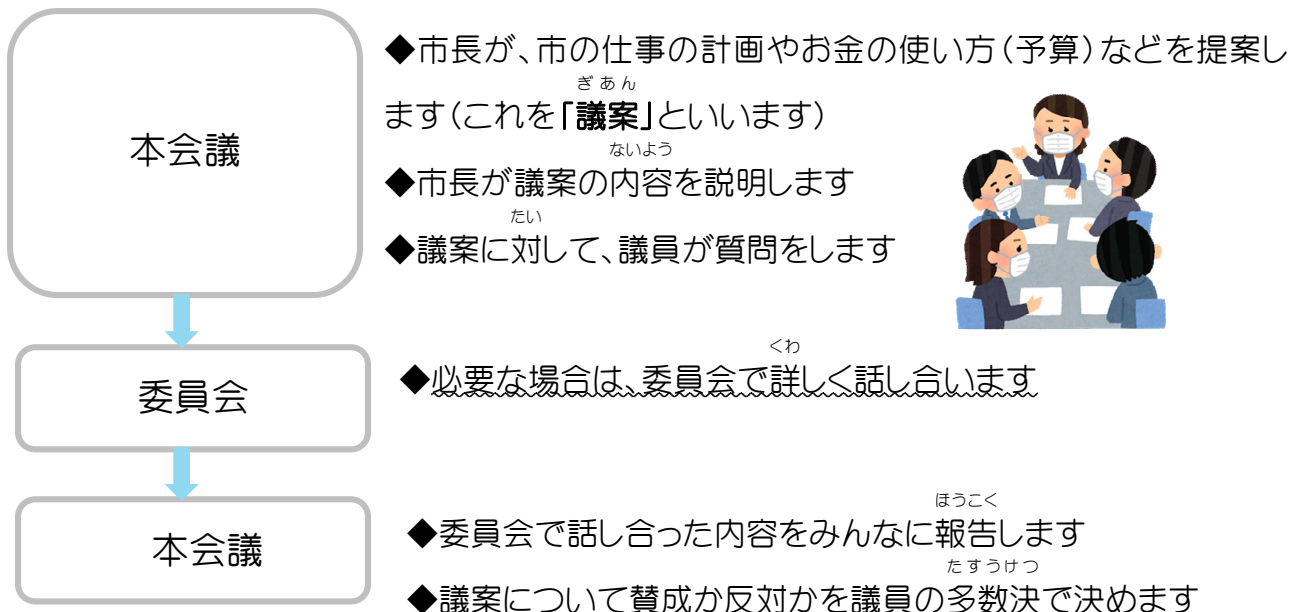 本会議
◆市長が、市の仕事の計画やお金の使い方(予算)などを提案し
ぎあん
ます(これを「議案」といいます)
ないよう
◆市長が議案の内容を説明します
たい
◆議案に対して、議員が質問をします
委員会
くわ
◆必要な場合は、委員会で詳しく話し合います
本会議
ほうこく
◆委員会で話し合った内容をみんなに報告します
たすうけつ
◆議案について賛成か反対かを議員の多数決で決めます